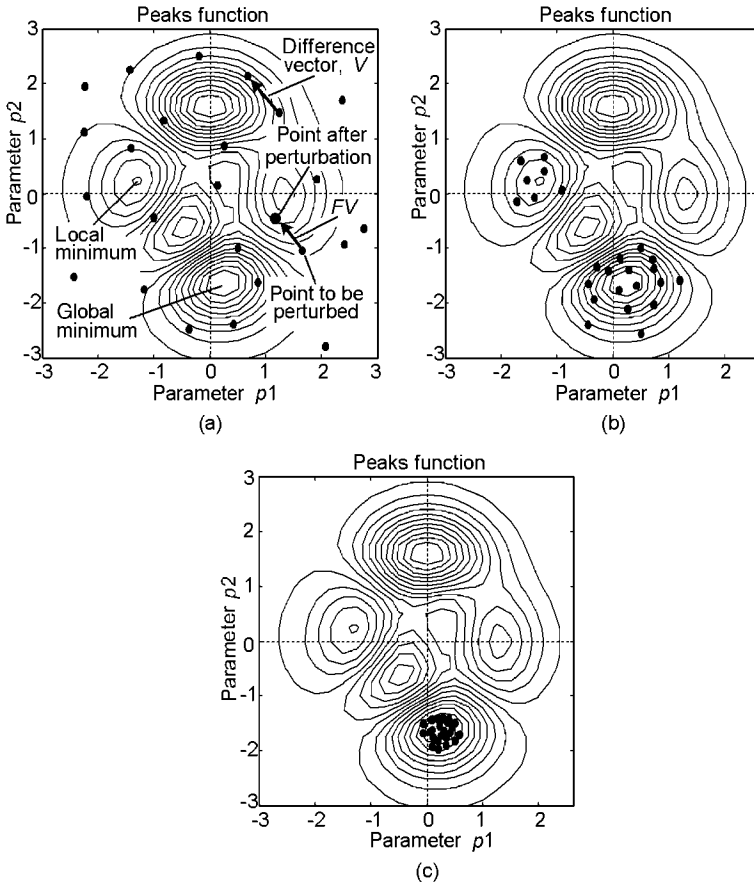 Peaks function
3
2
1
0
-1
-2
-3
Parameter p2
Difference
vector, V
Point after
perturbation
FV
Local
minimum
Global
minimum
Point to be
perturbed
-3 -2 -1 0 1 2 3
Parameter p1
(a)
Peaks function
3
2
1
0
-1
-2
-3
Parameter p2
-3 -2 -1 0 1 2
Parameter p1
(b)
Peaks function
3
2
1
0
-1
-2
-3
Parameter p2
-3 -2 -1 0 1 2
Parameter p1
(c)